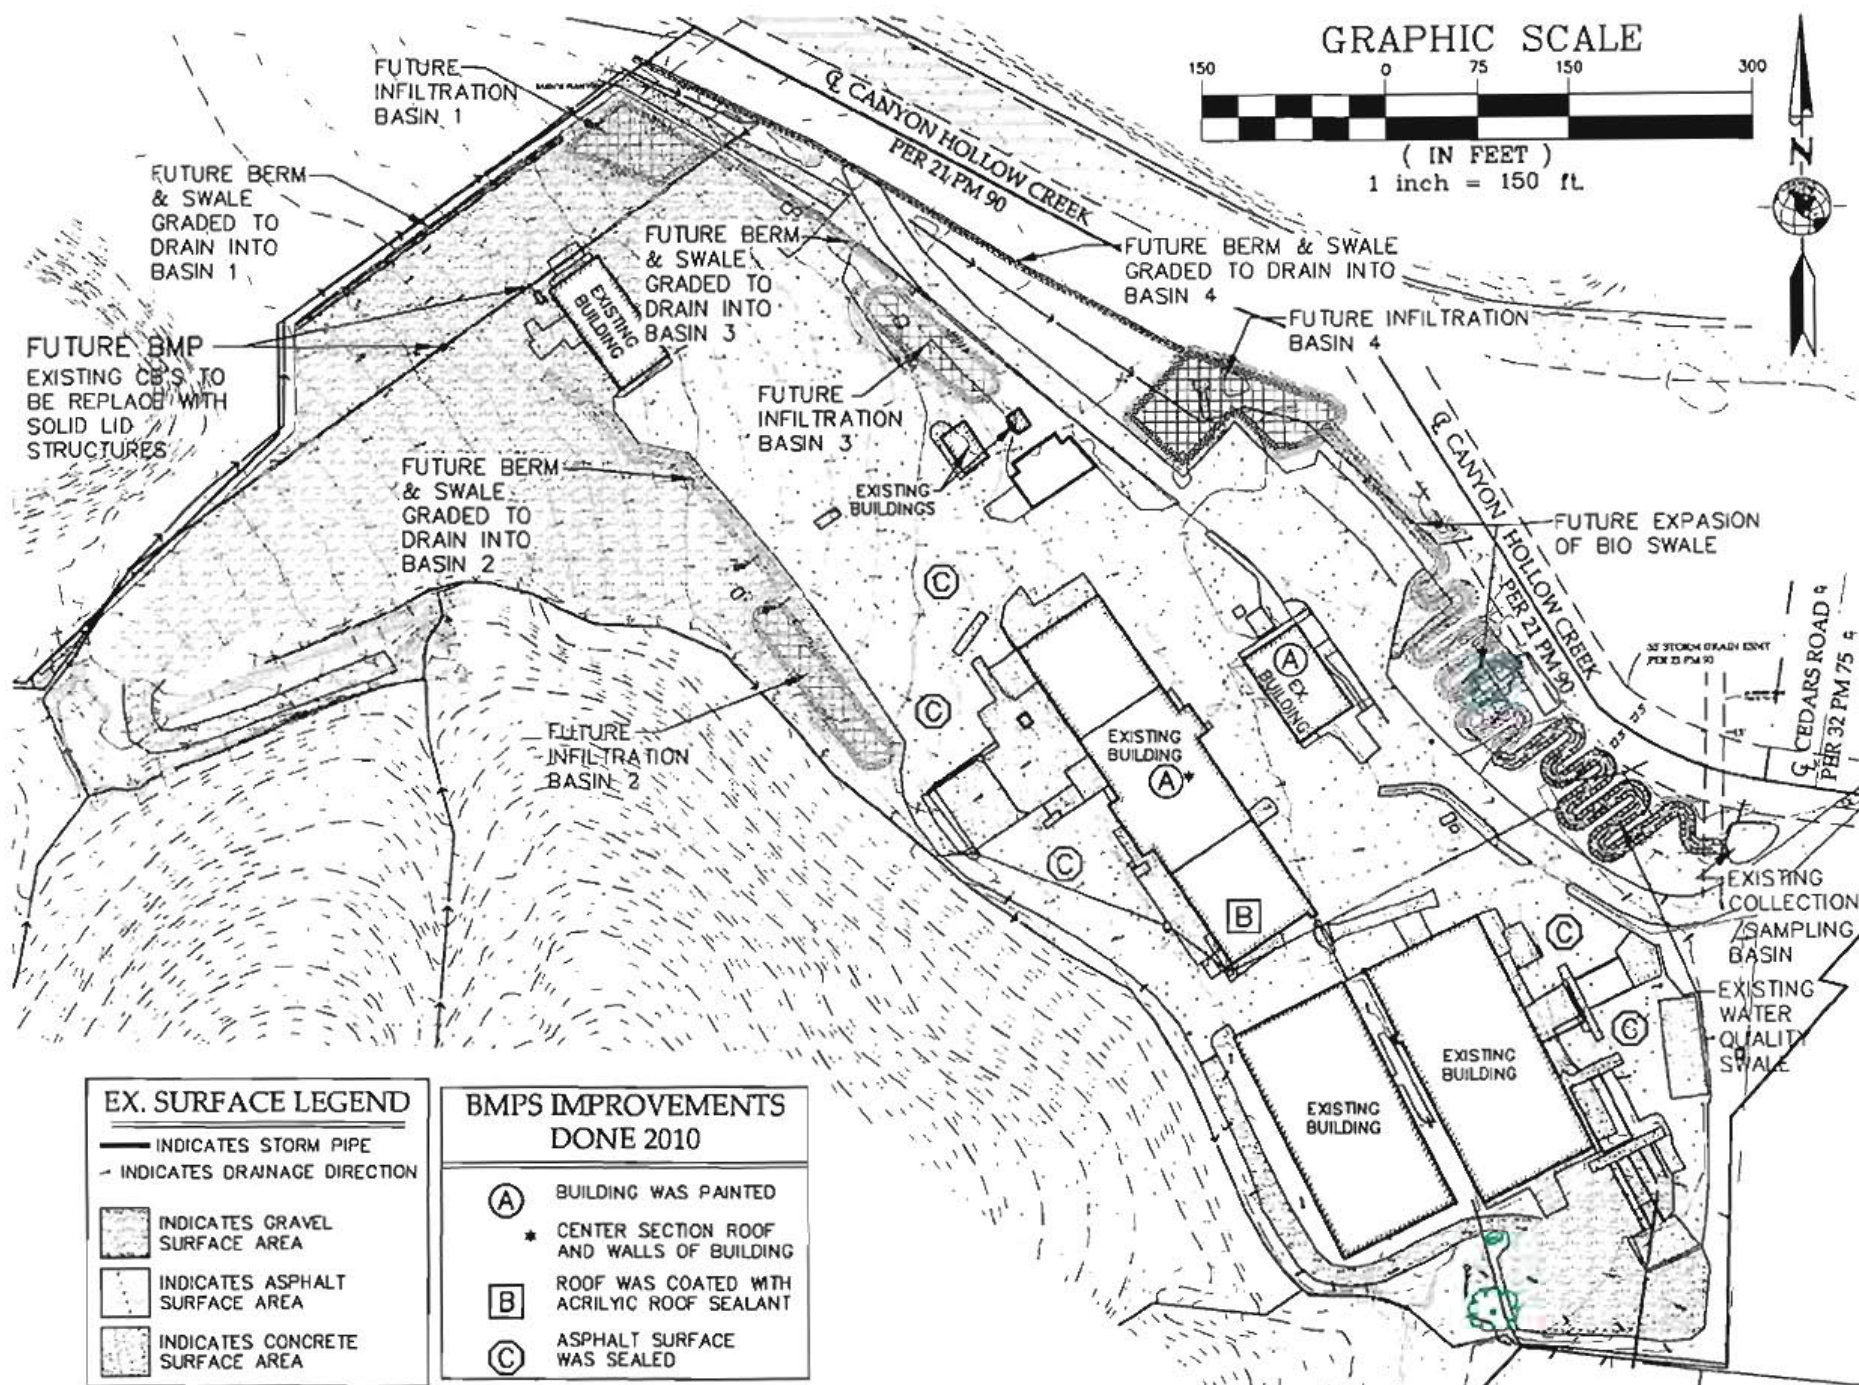 GRAPHIC SCALE
150
0
75
150
300
( IN FEET )
1 inch = 150 ft.
N
FUTURE
INFILTRATION
BASIN 1
℄ CANYON HOLLOW CREEK
PER 21 PM 90
FUTURE BERM
& SWALE
GRADED TO
DRAIN INTO
BASIN 1
FUTURE BERM
& SWALE
GRADED TO
DRAIN INTO
BASIN 3
FUTURE BERM & SWALE
GRADED TO DRAIN INTO
BASIN 4
EXISTING
BUILDING
FUTURE INFILTRATION
BASIN 4
FUTURE BMP
EXISTING CB'S TO
BE REPLACE WITH
SOLID LID
STRUCTURES
FUTURE
INFILTRATION
BASIN 3
FUTURE BERM
& SWALE
GRADED TO
DRAIN INTO
BASIN 2
EXISTING
BUILDINGS
℄ CANYON HOLLOW CREEK
PER 21 PM 90
FUTURE EXPASION
OF BIO SWALE
C
A
EX.
BUILDING
℄ CEDARS ROAD
PER 32 PM 75
C
FUTURE
INFILTRATION
BASIN 2
EXISTING
BUILDING
A *
C
B
EXISTING
COLLECTION
/SAMPLING
BASIN
C
EXISTING
WATER
QUALITY
SWALE
C
EXISTING
BUILDING
EXISTING
BUILDING
EX. SURFACE LEGEND
INDICATES STORM PIPE
INDICATES DRAINAGE DIRECTION
INDICATES GRAVEL
SURFACE AREA
INDICATES ASPHALT
SURFACE AREA
INDICATES CONCRETE
SURFACE AREA
BMPS IMPROVEMENTS
DONE 2010
A BUILDING WAS PAINTED
* CENTER SECTION ROOF
AND WALLS OF BUILDING
B ROOF WAS COATED WITH
ACRILYIC ROOF SEALANT
C ASPHALT SURFACE
WAS SEALED